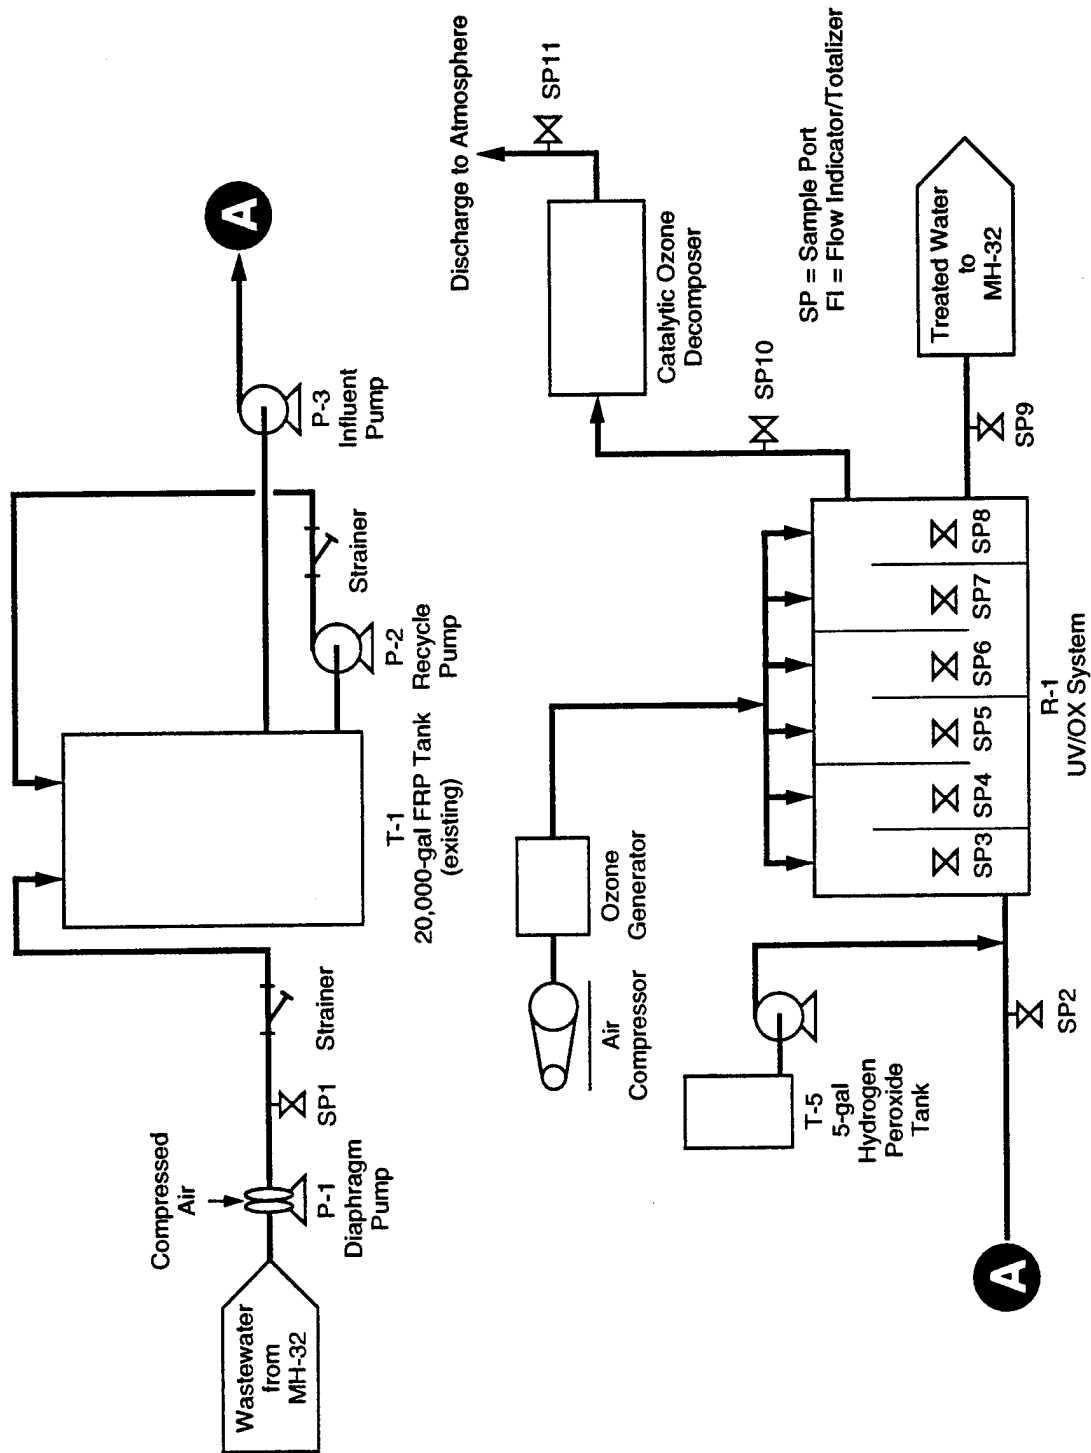 Wastewater
from
MH-32
Compressed
Air
P-1
Diaphragm
Pump
SP1
Strainer
T-1
20,000-gal FRP Tank
(existing)
P-2
Recycle
Pump
Strainer
P-3
Influent
Pump
A
A
SP2
T-5
5-gal
Hydrogen
Peroxide
Tank
Air
Compressor
Ozone
Generator
SP3
SP4
SP5
SP6
SP7
SP8
R-1
UV/OX System
SP9
Treated Water
to
MH-32
SP10
Catalytic Ozone
Decomposer
Discharge to Atmosphere
SP11
SP = Sample Port
FI = Flow Indicator/Totalizer